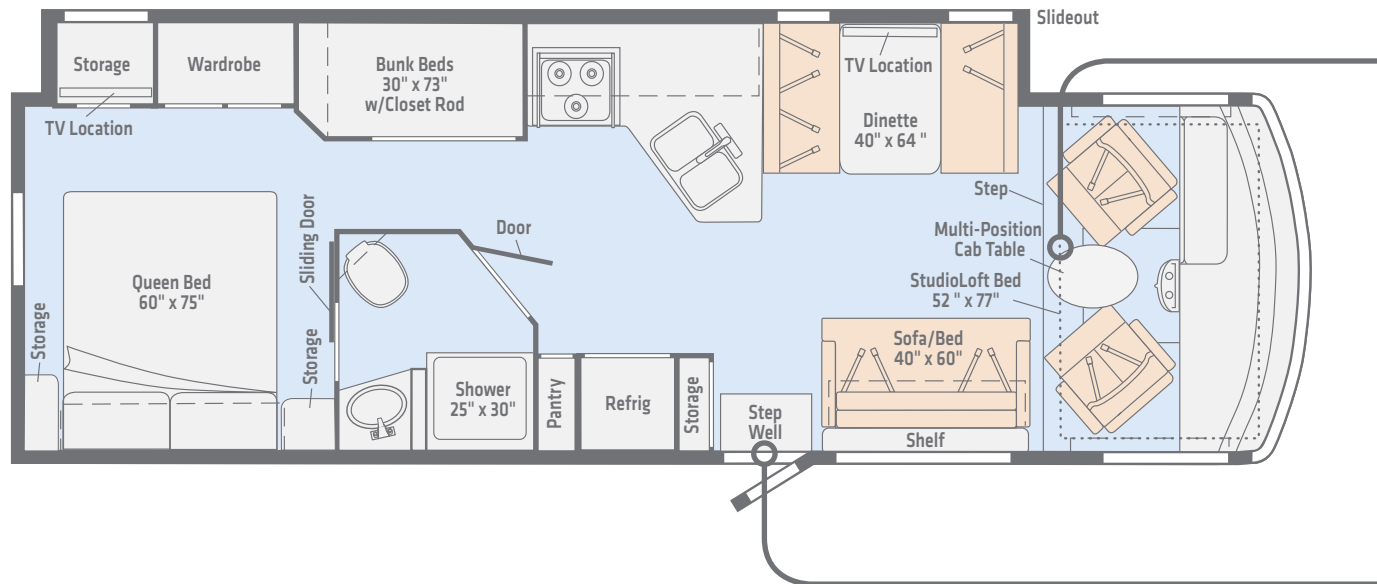 Slideout
Storage
Wardrobe
Bunk Beds
30" x 73"
w/Closet Rod
TV Location
TV Location
Dinette
40" x 64 "
Step
Multi-Position
Cab Table
StudioLoft Bed
52 " x 77"
Door
Sliding Door
Queen Bed
60" x 75"
Storage
Storage
Shower
25" x 30"
Pantry
Refrig
Storage
Step
Well
Sofa/Bed
40" x 60"
Shelf